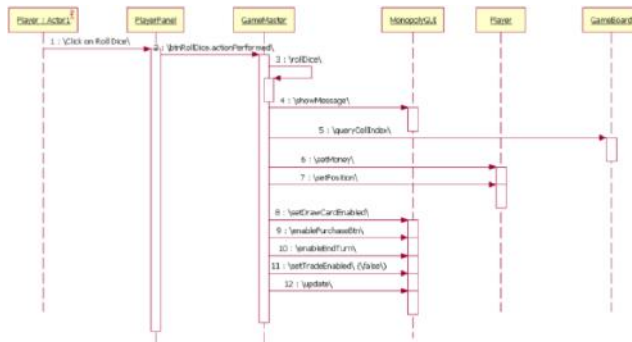 Player : Actor1
PlayerPanel
GameMaster
MonopolyGUI
Player
GameBoard
1 : \Click on Roll Dice\
2 : \btnRollDice.actionPerformed\
3 : \rollDice\
4 : \showMessage\
5 : \queryCellIndex\
6 : \setMoney\
7 : \setPosition\
8 : \setDrawCardEnabled\
9 : \enablePurchaseBtn\
10 : \enableEndTurn\
11 : \setTradeEnabled\ (\false\)
12 : \update\